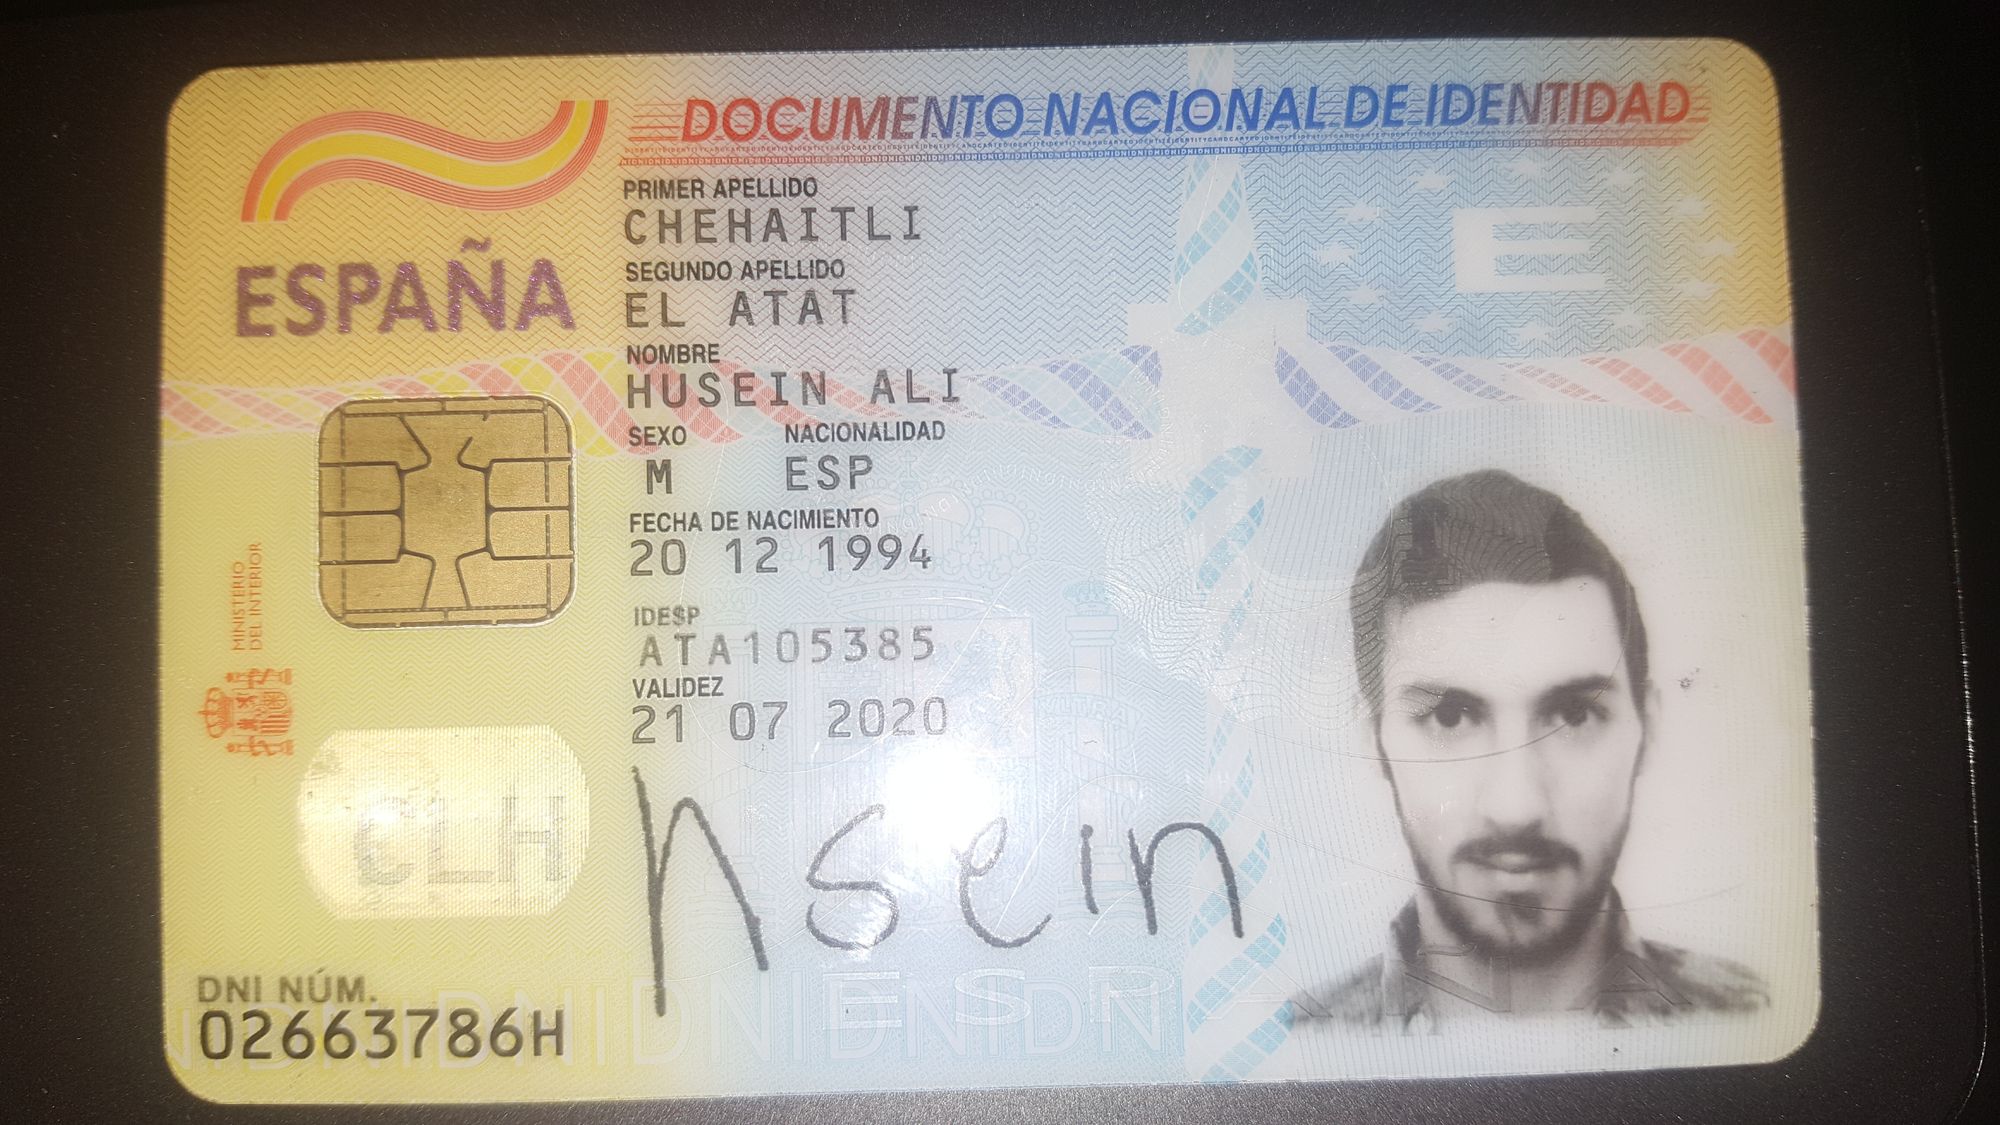 DOCUMENTO NACIONAL DE IDENTIDAD
ESPAÑA
E
PRIMER APELLIDO
CHEHAITLI
SEGUNDO APELLIDO
EL ATAT
NOMBRE
HUSEIN ALI
SEXO NACIONALIDAD
M ESP
FECHA DE NACIMIENTO
20 12 1994
IDESP
ATA105385
VALIDEZ
21 07 2020
MINISTERIO
DEL INTERIOR
CLH
hsein
DNI NÚM.
02663786H